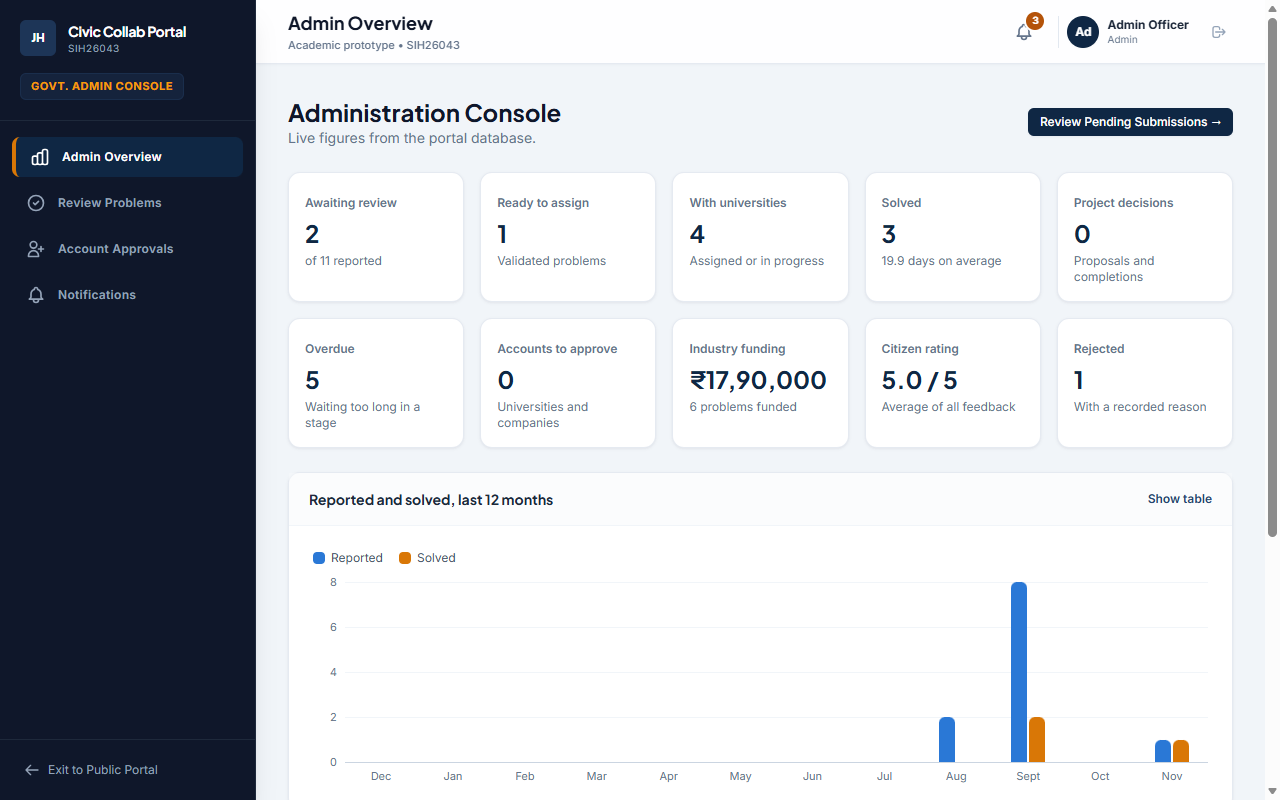 JH
Civic Collab Portal
SIH26043
GOVT. ADMIN CONSOLE
Admin Overview
Review Problems
Account Approvals
Notifications
Exit to Public Portal
Admin Overview
Academic prototype • SIH26043
3
Ad
Admin Officer
Admin
Administration Console
Live figures from the portal database.
Review Pending Submissions →
Awaiting review
2
of 11 reported
Ready to assign
1
Validated problems
With universities
4
Assigned or in progress
Solved
3
19.9 days on average
Project decisions
0
Proposals and
completions
Overdue
5
Waiting too long in a
stage
Accounts to approve
0
Universities and
companies
Industry funding
₹17,90,000
6 problems funded
Citizen rating
5.0 / 5
Average of all feedback
Rejected
1
With a recorded reason
Reported and solved, last 12 months
Show table
Reported
Solved
8
6
4
2
0
Dec Jan Feb Mar Apr May Jun Jul Aug Sept Oct Nov